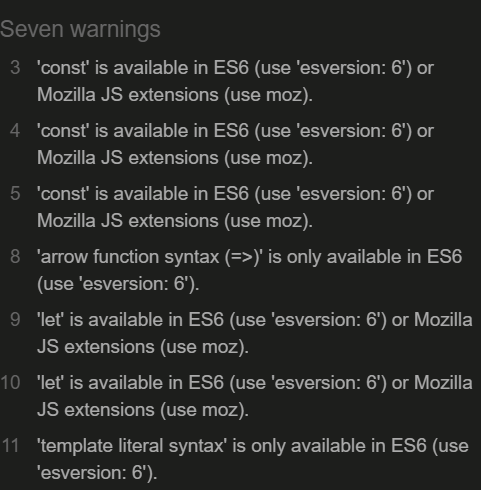 Seven warnings
3 'const' is available in ES6 (use 'esversion: 6') or
Mozilla JS extensions (use moz).
4 'const' is available in ES6 (use 'esversion: 6') or
Mozilla JS extensions (use moz).
5 'const' is available in ES6 (use 'esversion: 6') or
Mozilla JS extensions (use moz).
8 'arrow function syntax (=>)' is only available in ES6
(use 'esversion: 6').
9 'let' is available in ES6 (use 'esversion: 6') or Mozilla
JS extensions (use moz).
10 'let' is available in ES6 (use 'esversion: 6') or Mozilla
JS extensions (use moz).
11 'template literal syntax' is only available in ES6 (use
'esversion: 6').